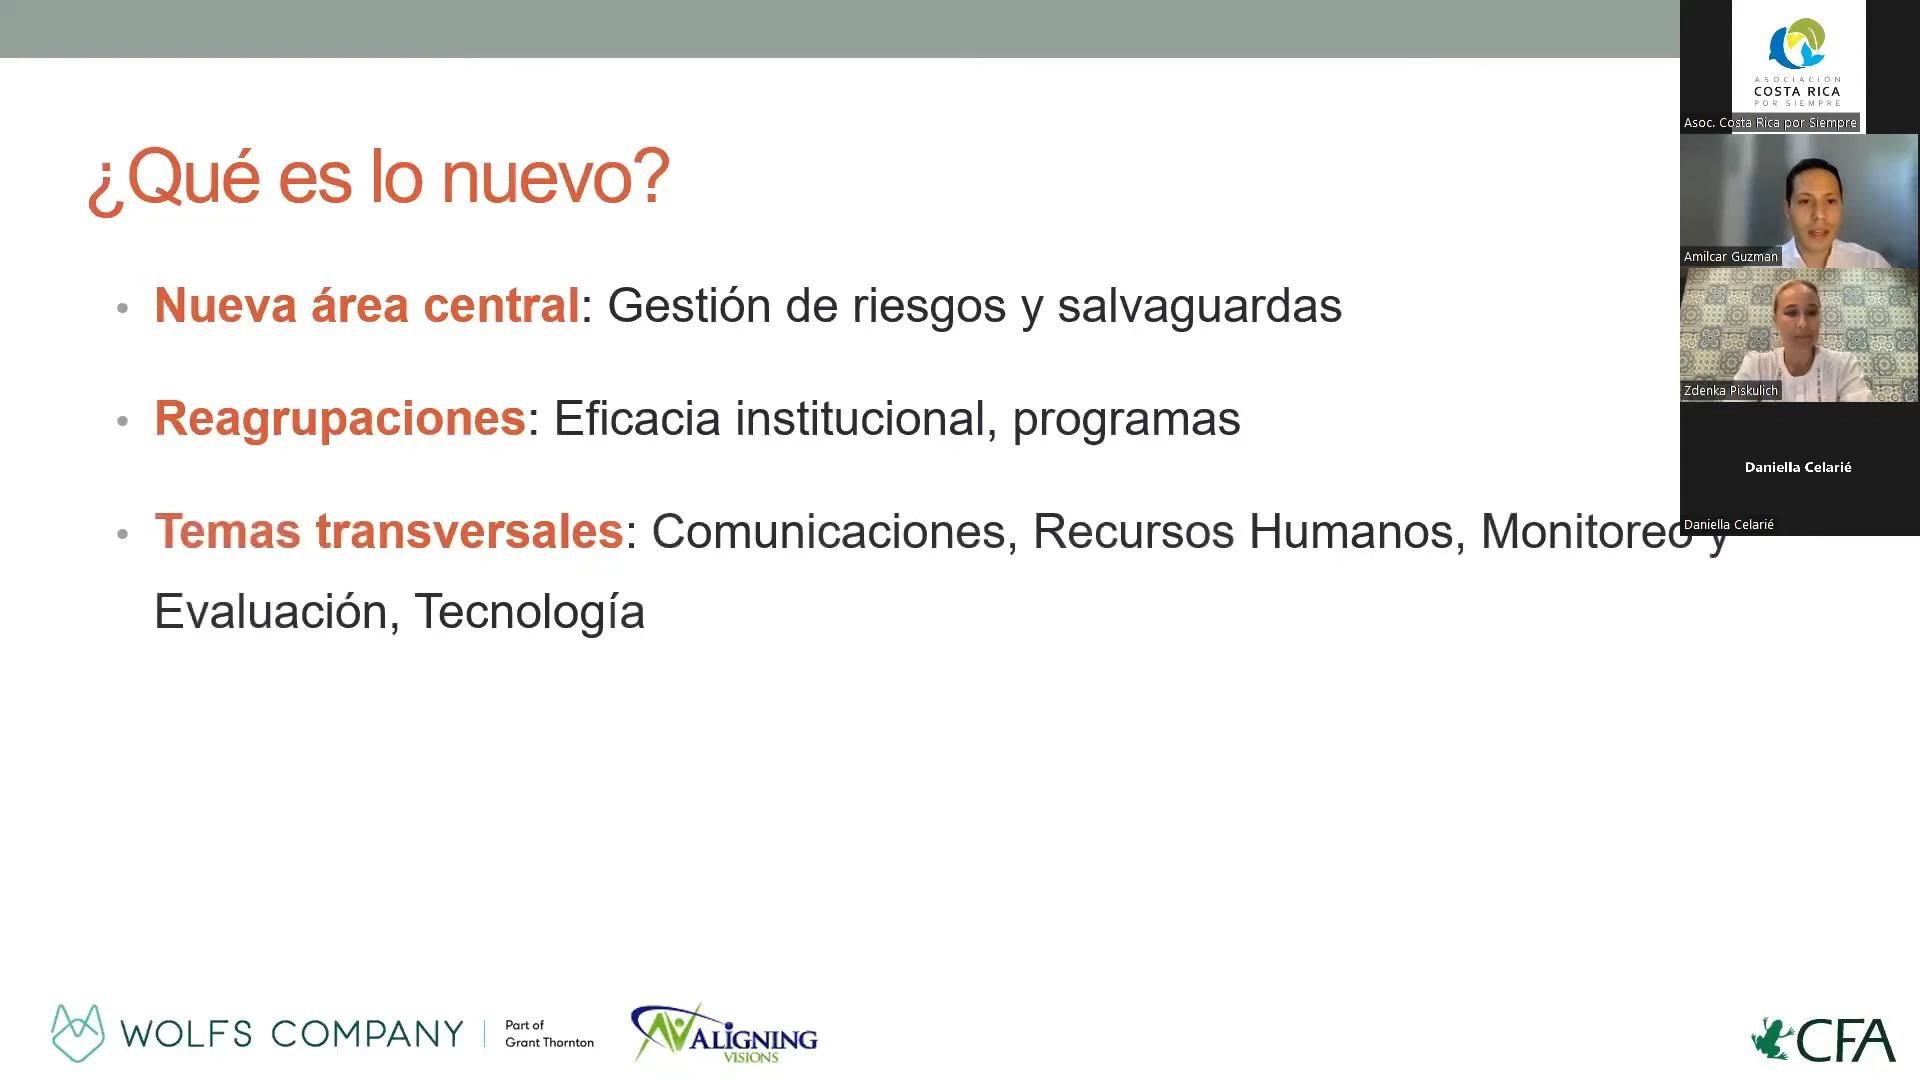 ¿Qué es lo nuevo?
• Nueva área central: Gestión de riesgos y salvaguardas
• Reagrupaciones: Eficacia institucional, programas
• Temas transversales: Comunicaciones, Recursos Humanos, Monitoreo y
Evaluación, Tecnología
WOLFS COMPANY
Part of
Grant Thornton
ALIGNING
VISIONS
CFA
ASOCIACIÓN
COSTA RICA
POR SIEMPRE
Asoc. Costa Rica por Siempre
Amilcar Guzman
Zdenka Piskulich
Daniella Celarié
Daniella Celarié